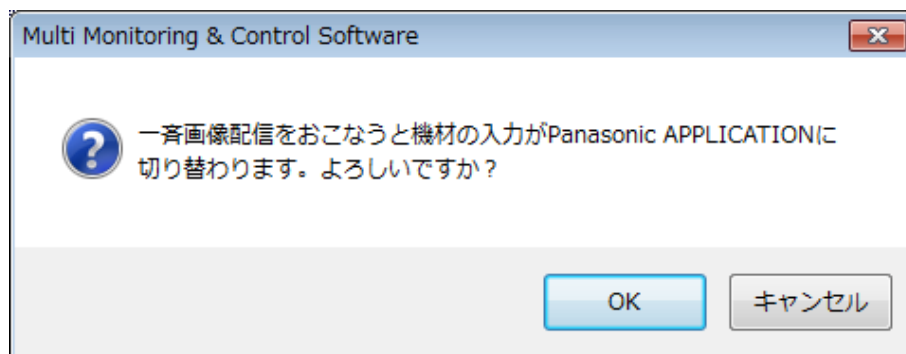 Multi Monitoring & Control Software
一斉画像配信をおこなうと機材の入力がPanasonic APPLICATIONに
切り替わります。よろしいですか？
OK
キャンセル